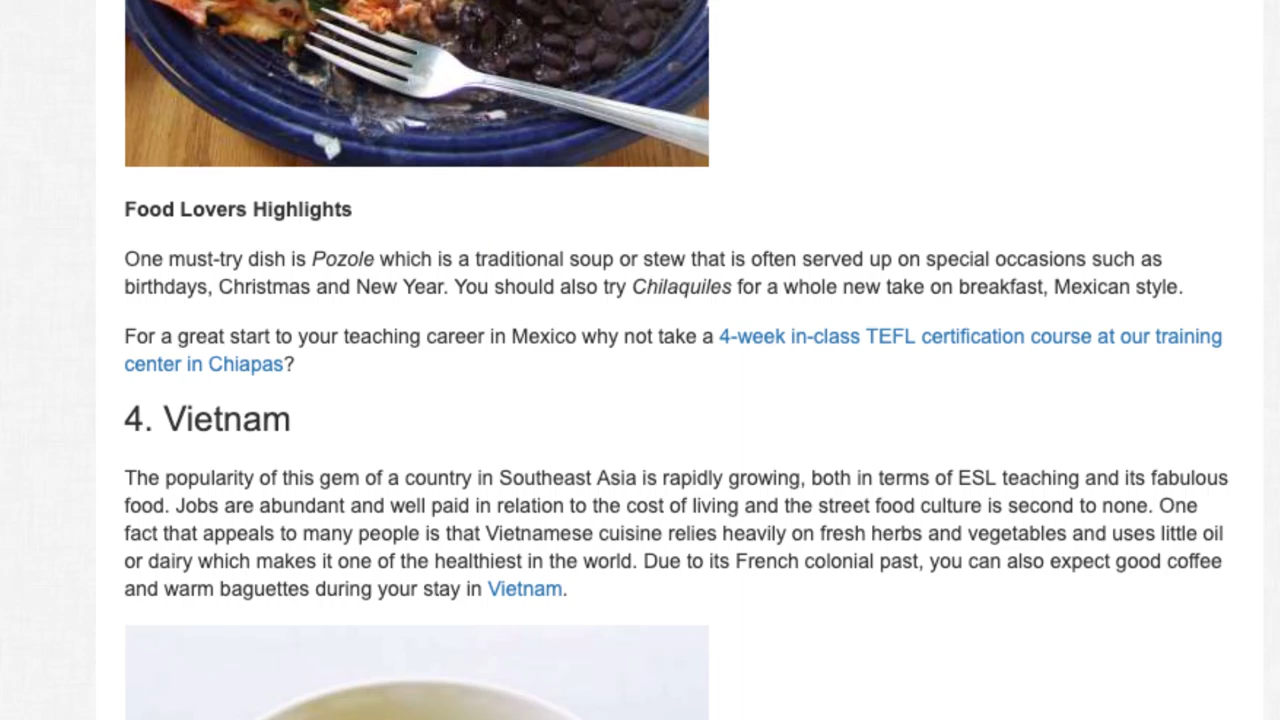 Food Lovers Highlights
One must-try dish is Pozole which is a traditional soup or stew that is often served up on special occasions such as
birthdays, Christmas and New Year. You should also try Chilaquiles for a whole new take on breakfast, Mexican style.
For a great start to your teaching career in Mexico why not take a 4-week in-class TEFL certification course at our training
center in Chiapas?
4. Vietnam
The popularity of this gem of a country in Southeast Asia is rapidly growing, both in terms of ESL teaching and its fabulous
food. Jobs are abundant and well paid in relation to the cost of living and the street food culture is second to none. One
fact that appeals to many people is that Vietnamese cuisine relies heavily on fresh herbs and vegetables and uses little oil
or dairy which makes it one of the healthiest in the world. Due to its French colonial past, you can also expect good coffee
and warm baguettes during your stay in Vietnam.